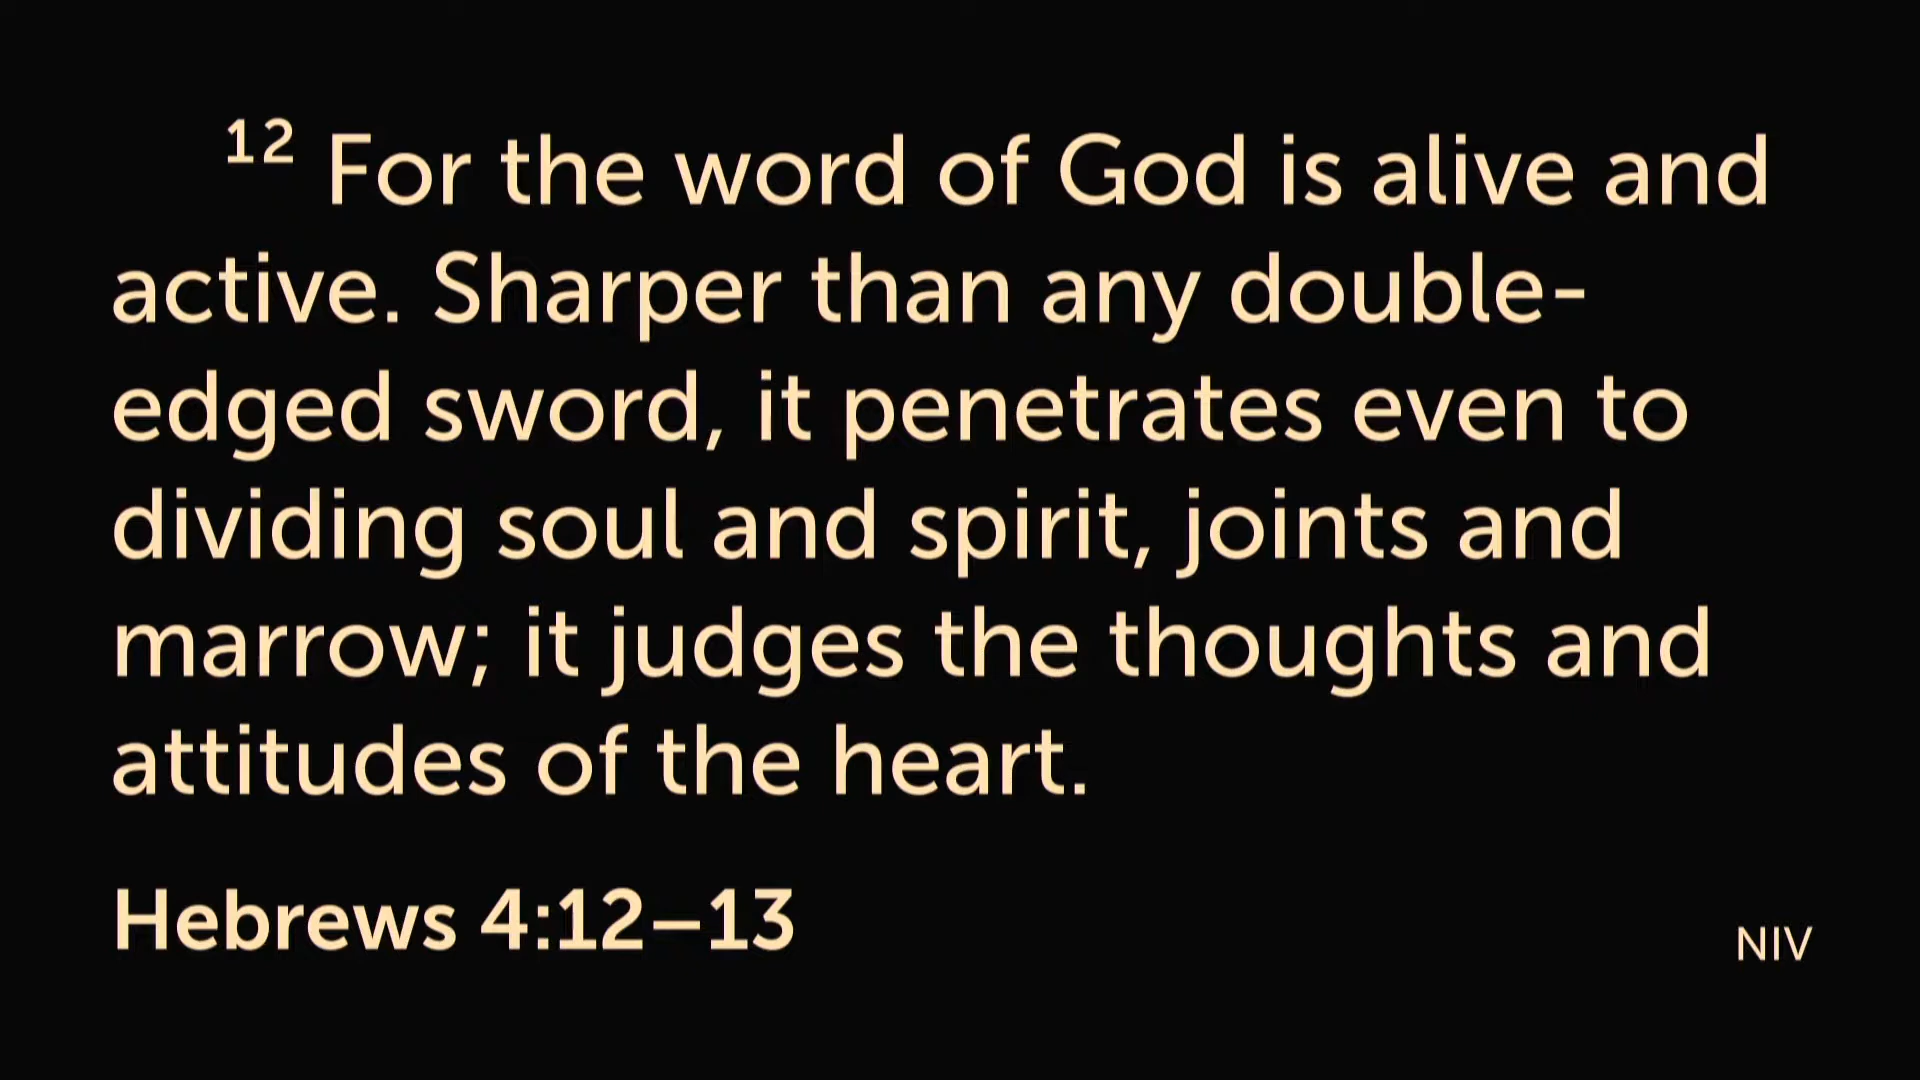 12 For the word of God is alive and
active. Sharper than any double-
edged sword, it penetrates even to
dividing soul and spirit, joints and
marrow; it judges the thoughts and
attitudes of the heart.
Hebrews 4:12–13
NIV